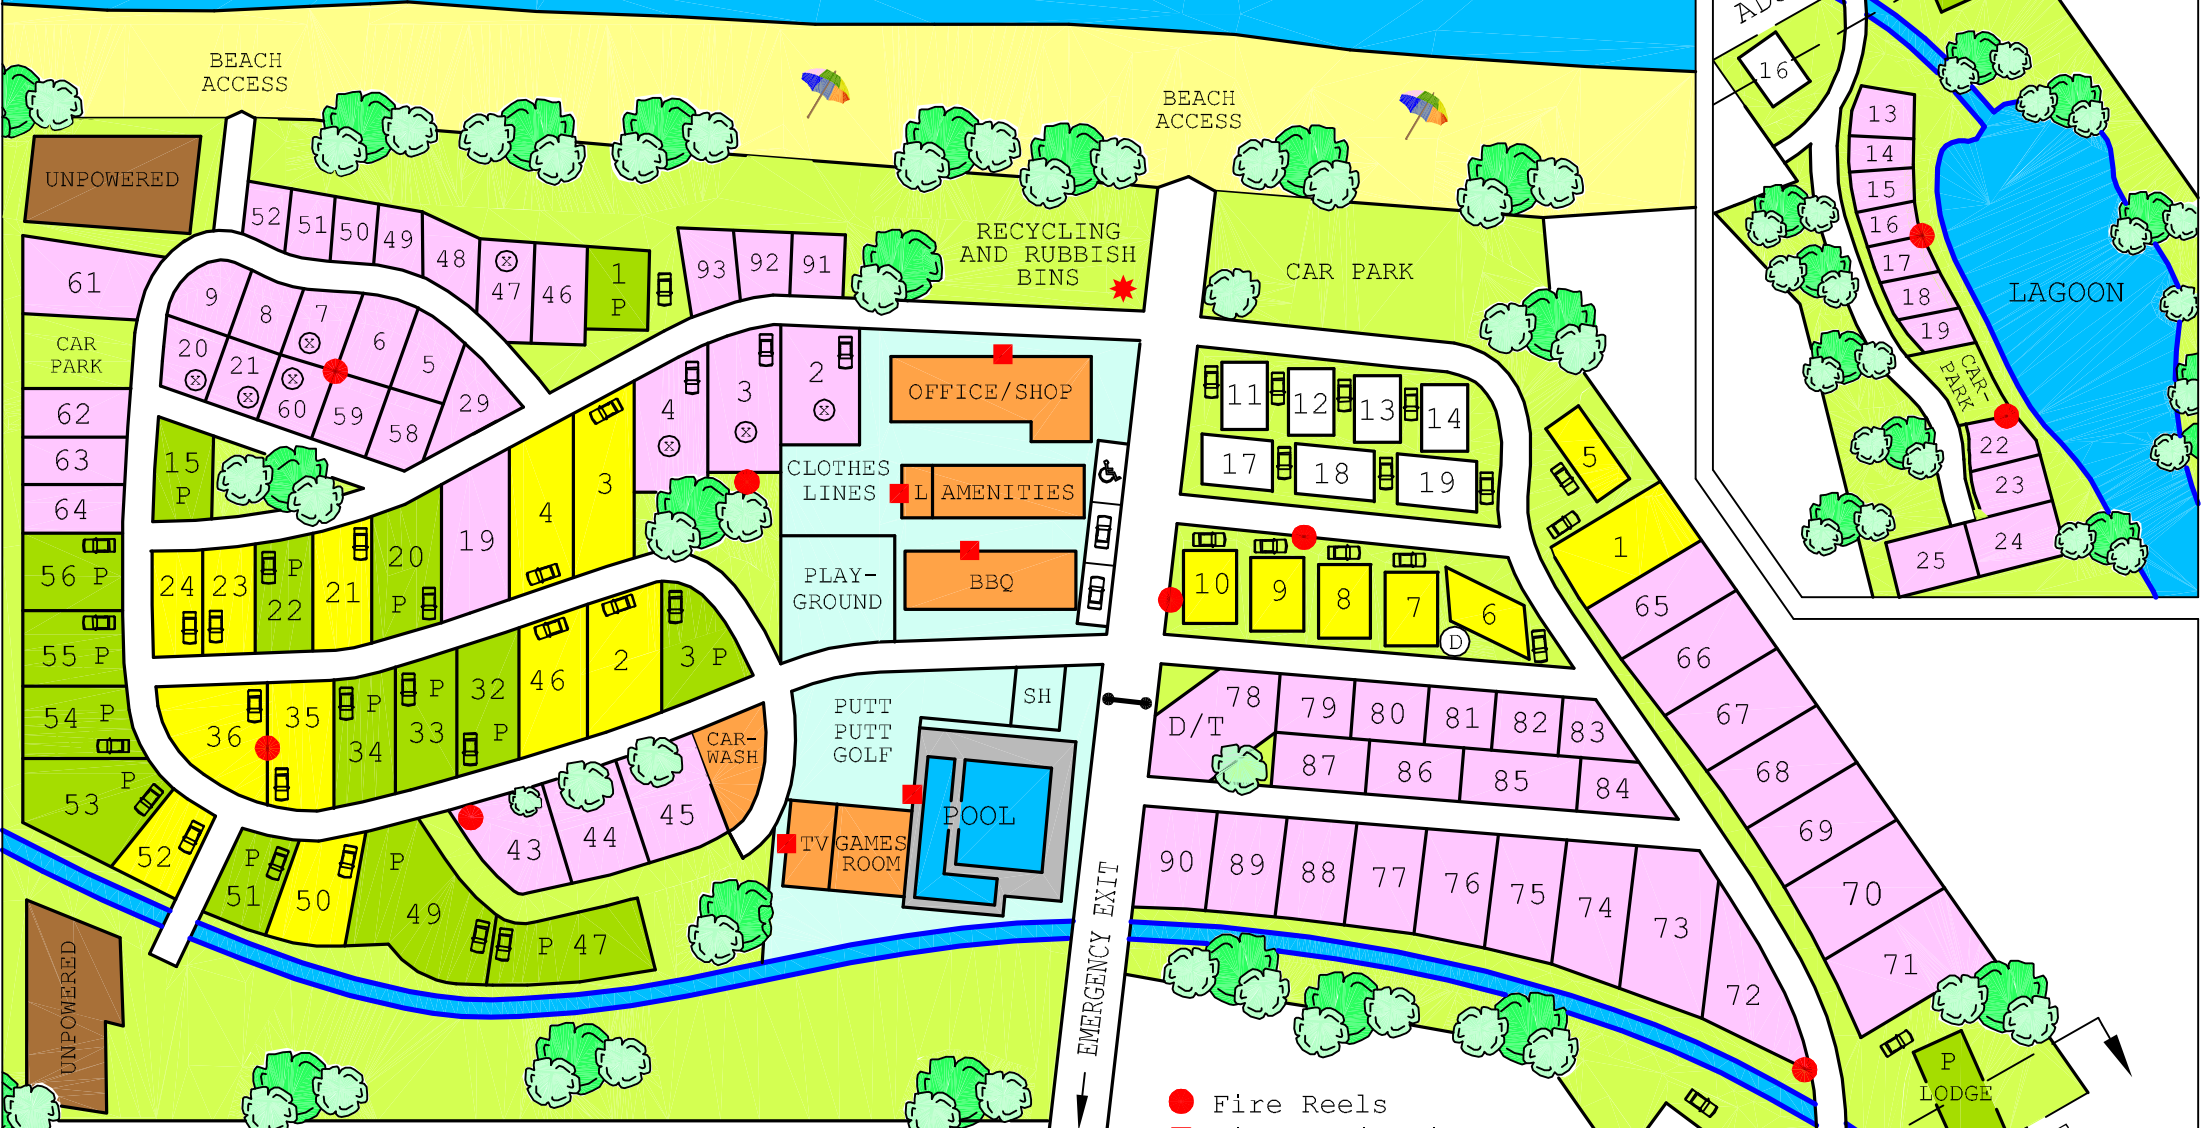 BEACH
ACCESS
BEACH
ACCESS
16
13
14
15
16
17
18
19
CAR-
PARK
22
23
24
25
LAGOON
UNPOWERED
52
51
50
49
48
X
47
46
1
P
93
92
91
RECYCLING
AND RUBBISH
BINS
CAR PARK
61
CAR
PARK
62
63
64
9
8
7
X
6
5
29
20
X
21
X
X
60
59
58
4
X
3
X
2
X
OFFICE/SHOP
CLOTHES
LINES
L
AMENITIES
PLAY-
GROUND
BBQ
11
12
13
14
17
18
19
5
1
10
9
8
7
6
D
15
P
56 P
55 P
54 P
P
53
52
24
23
P
22
21
20
P
19
4
3
36
35
P
34
P
33
32
P
46
2
3 P
CAR-
WASH
P
51
50
P
49
P 47
43
44
45
PUTT
PUTT
GOLF
SH
POOL
TV
GAMES
ROOM
78
D/T
79
80
81
82
83
87
86
85
84
90
89
88
77
76
75
74
73
72
65
66
67
68
69
70
71
P
LODGE
UNPOWERED
EMERGENCY EXIT
Fire Reels